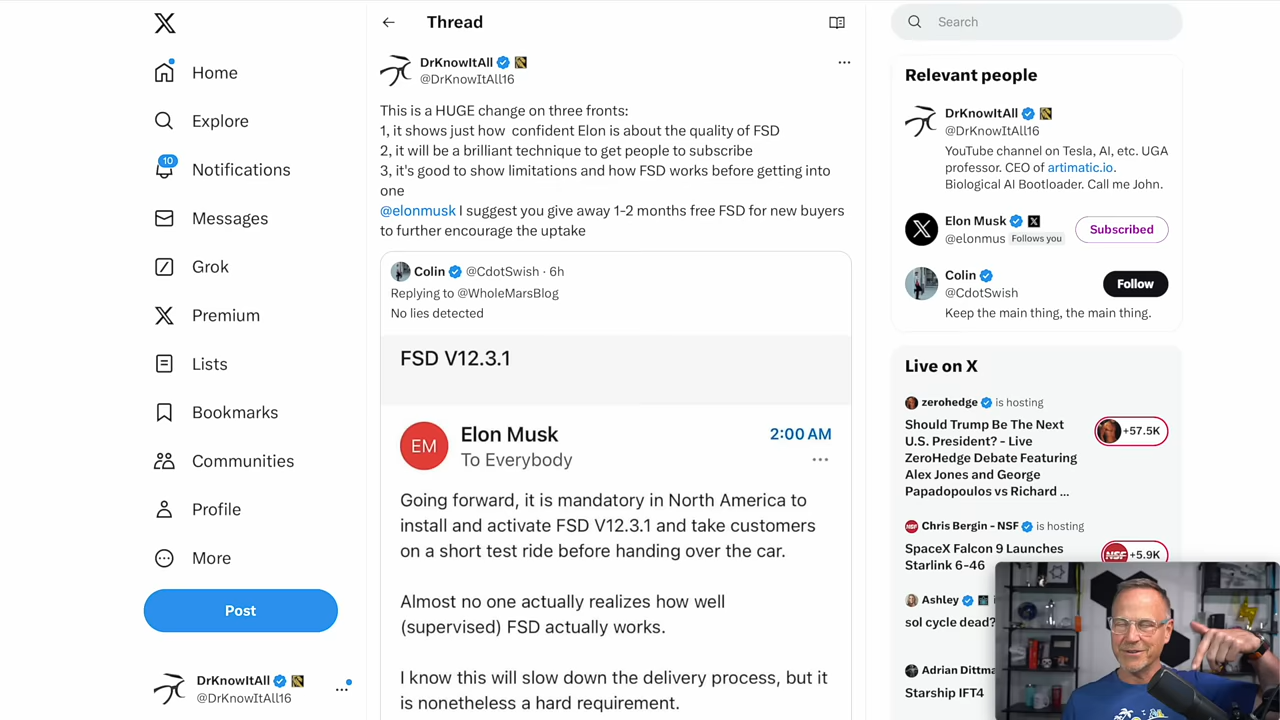 Thread
Search
Home
Explore
10
Notifications
Messages
Grok
Premium
Lists
Bookmarks
Communities
Profile
More
Post
DrKnowItAll
@DrKnowItAll16
DrKnowItAll
@DrKnowItAll16
This is a HUGE change on three fronts:
1, it shows just how confident Elon is about the quality of FSD
2, it will be a brilliant technique to get people to subscribe
3, it's good to show limitations and how FSD works before getting into
one
@elonmusk I suggest you give away 1-2 months free FSD for new buyers
to further encourage the uptake
Colin @CdotSwish · 6h
Replying to @WholeMarsBlog
No lies detected
FSD V12.3.1
EM
Elon Musk
2:00 AM
To Everybody
Going forward, it is mandatory in North America to
install and activate FSD V12.3.1 and take customers
on a short test ride before handing over the car.
Almost no one actually realizes how well
(supervised) FSD actually works.
I know this will slow down the delivery process, but it
is nonetheless a hard requirement.
Relevant people
DrKnowItAll
@DrKnowItAll16
YouTube channel on Tesla, AI, etc. UGA
professor. CEO of artimatic.io.
Biological AI Bootloader. Call me John.
Elon Musk
@elonmus Follows you
Subscribed
Colin
@CdotSwish
Follow
Keep the main thing, the main thing.
Live on X
zerohedge is hosting
Should Trump Be The Next
U.S. President? - Live
ZeroHedge Debate Featuring
Alex Jones and George
Papadopoulos vs Richard ...
+57.5K
NSF Chris Bergin - NSF is hosting
SpaceX Falcon 9 Launches
Starlink 6-46
NSF +5.9K
Ashley
sol cycle dead?
Adrian Dittma
Starship IFT4